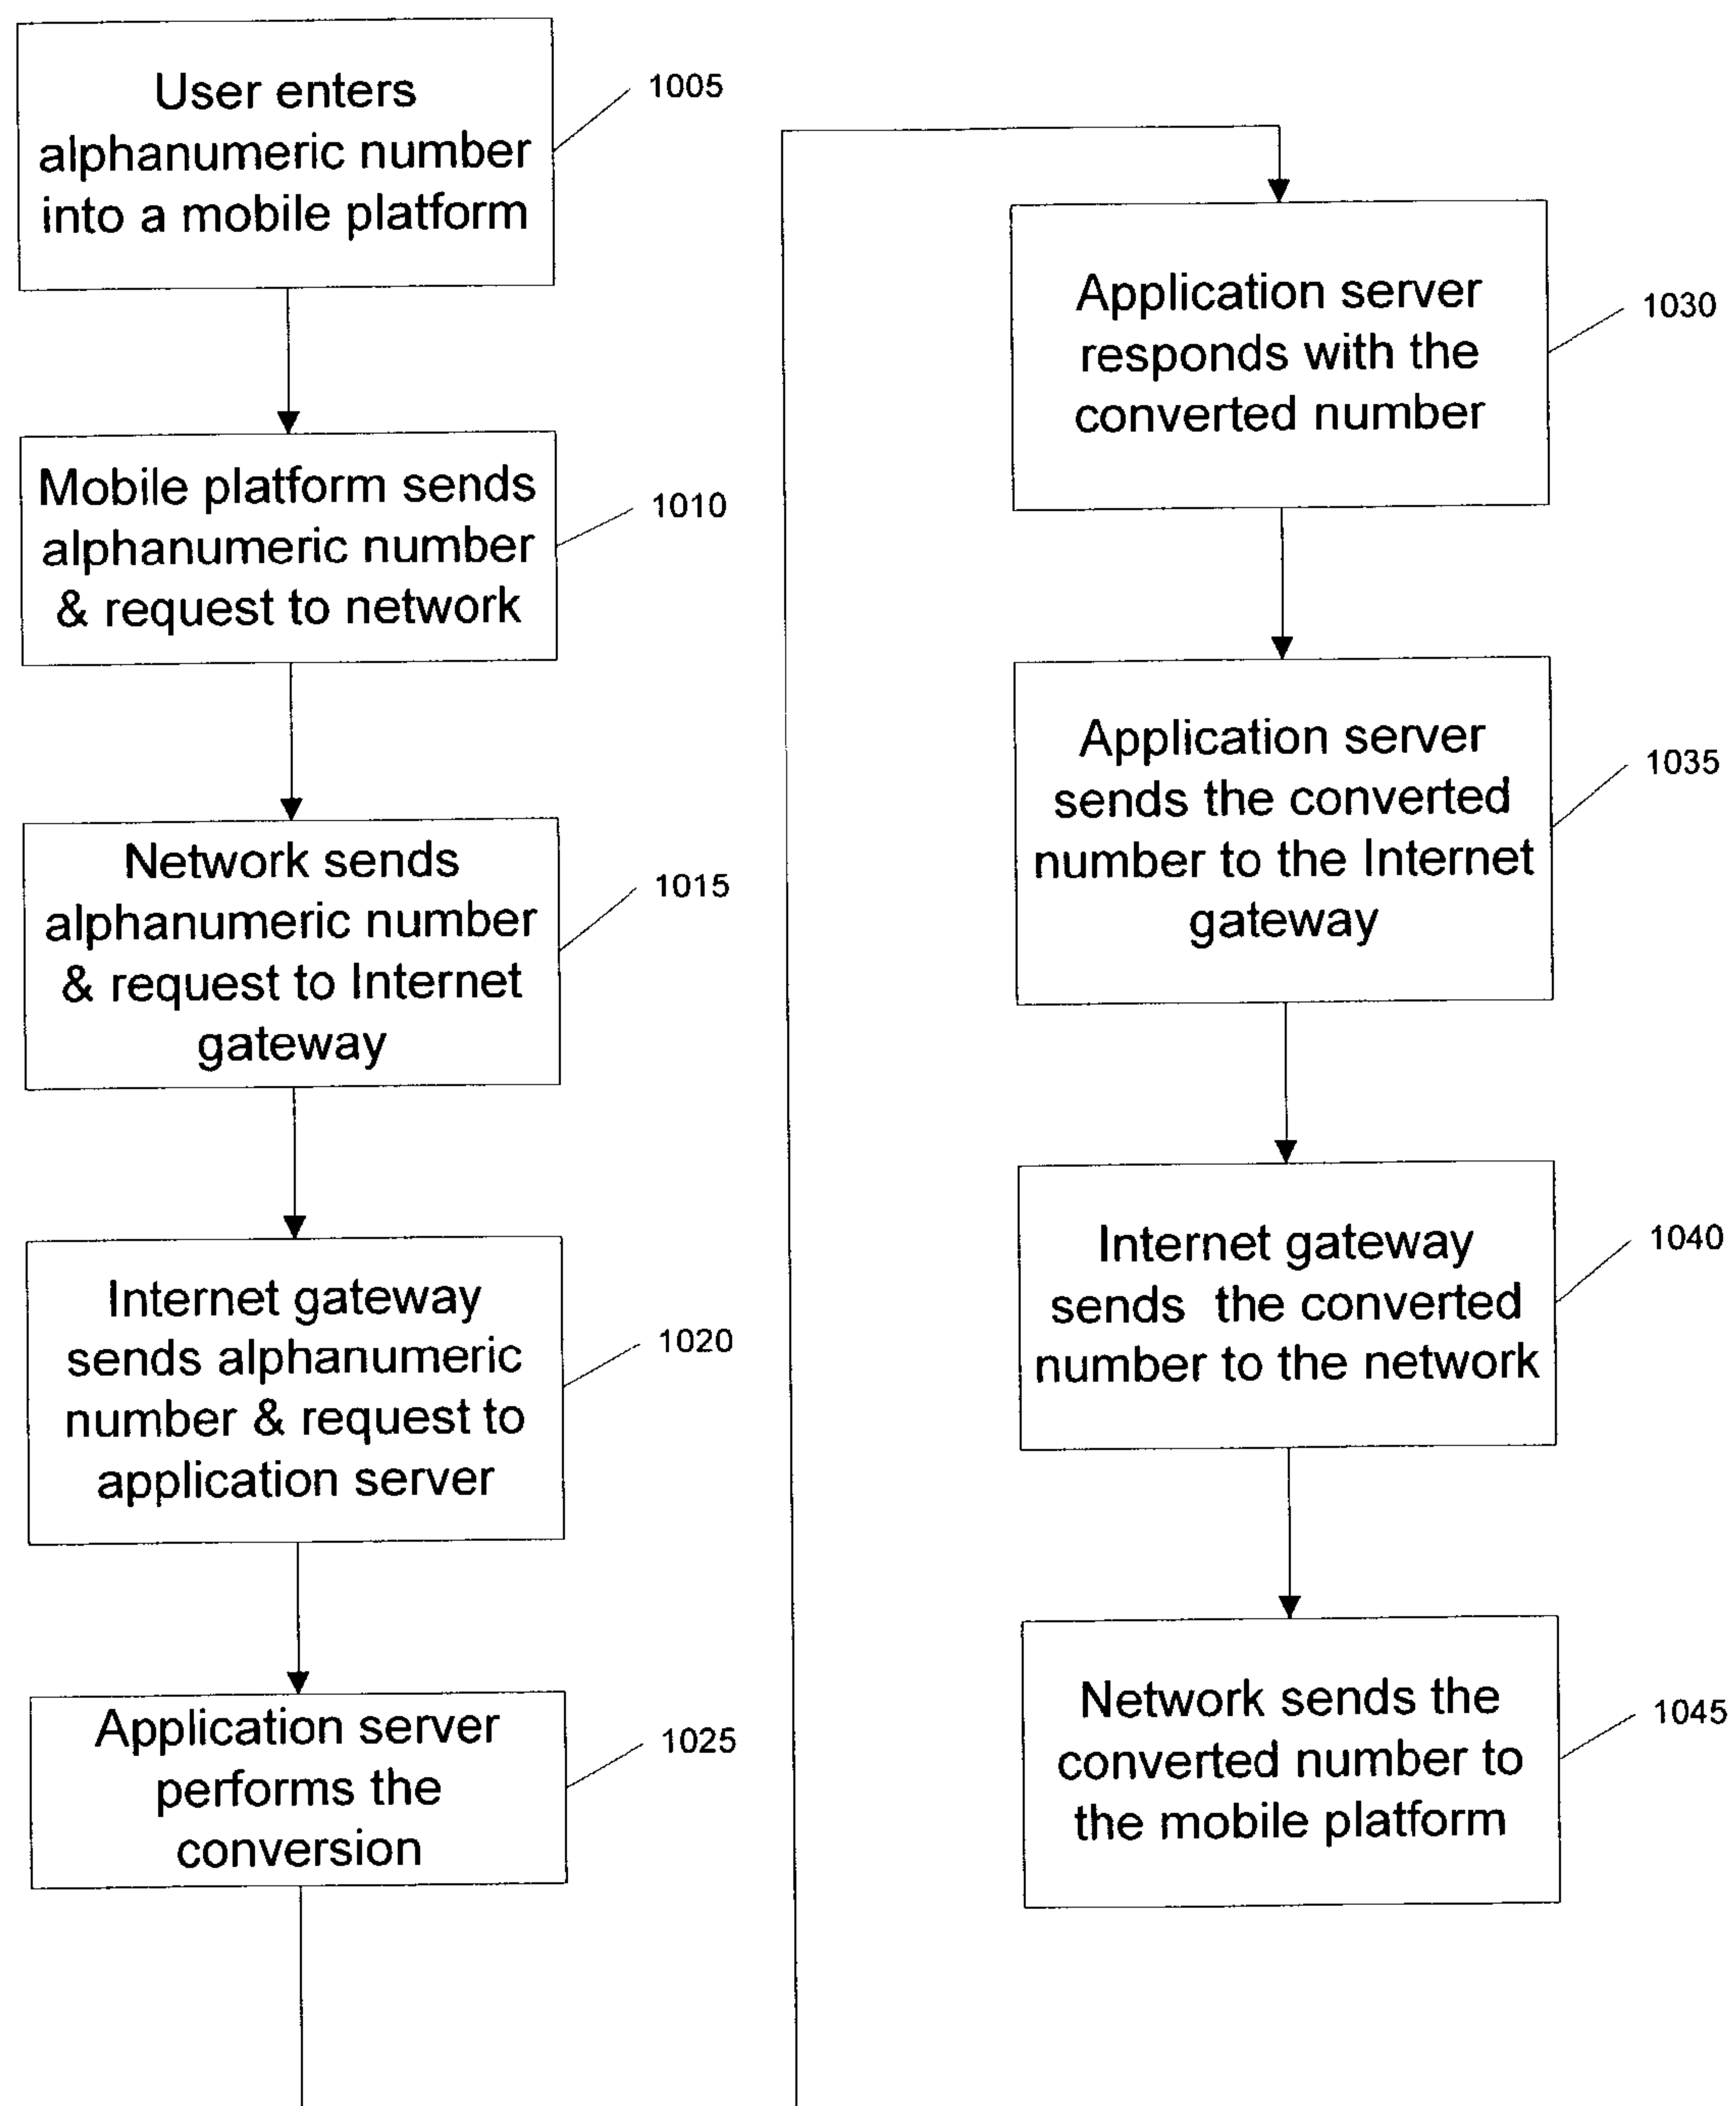 User enters
alphanumeric number
into a mobile platform
1005
Mobile platform sends
alphanumeric number
& request to network
1010
Network sends
alphanumeric number
& request to Internet
gateway
1015
Internet gateway
sends alphanumeric
number & request to
application server
1020
Application server
performs the
conversion
1025
Application server
responds with the
converted number
1030
Application server
sends the converted
number to the Internet
gateway
1035
Internet gateway
sends the converted
number to the network
1040
Network sends the
converted number to
the mobile platform
1045